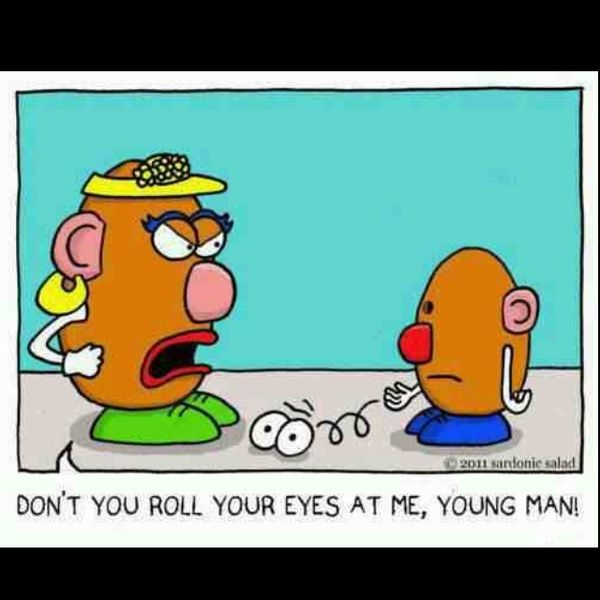 © 2011 sardonic salad
DON'T YOU ROLL YOUR EYES AT ME, YOUNG MAN!